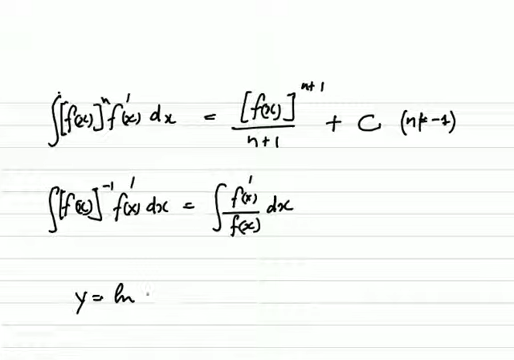 ∫[f(x)]ⁿ f'(x) dx = [f(x)]ⁿ⁺¹ / n+1 + C (n≠-1)
∫[f(x)]⁻¹ f'(x) dx = ∫ f'(x) / f(x) dx
y = ln